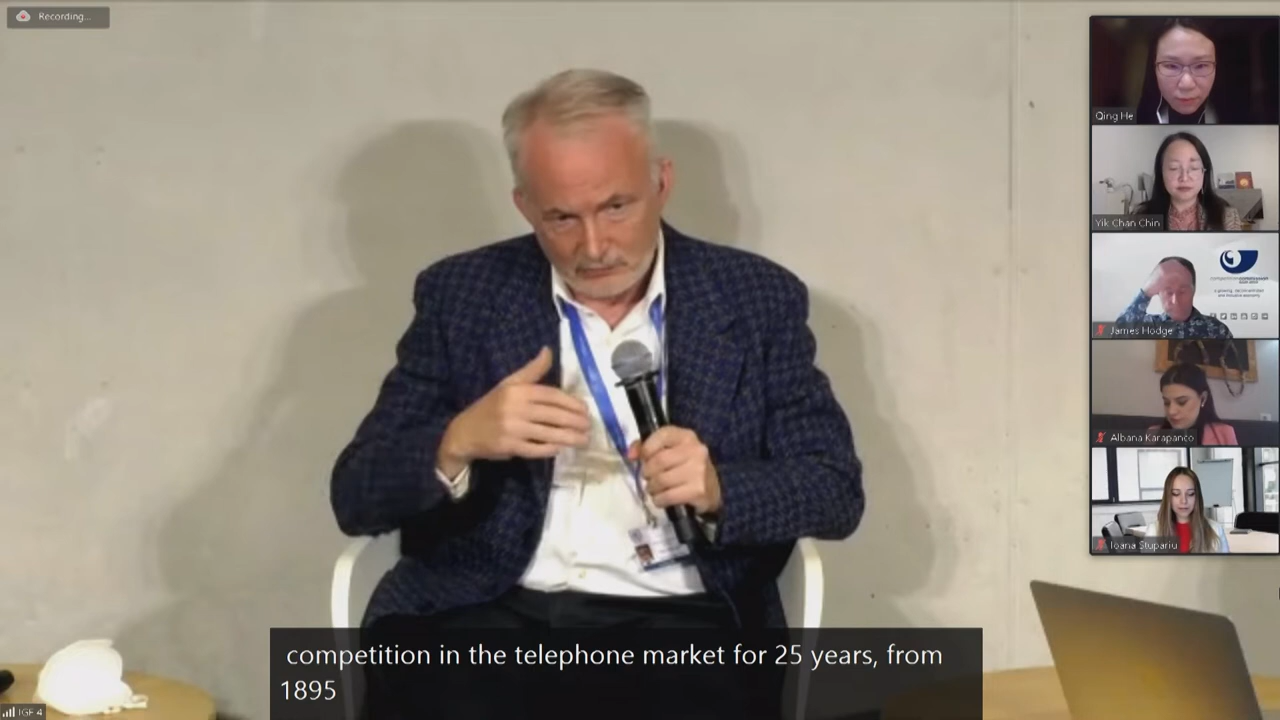 Recording...
Qing He
Yik Chan Chin
James Hodge
Albana Karapanco
Ioana Stupariu
competition in the telephone market for 25 years, from
1895
IGF 4